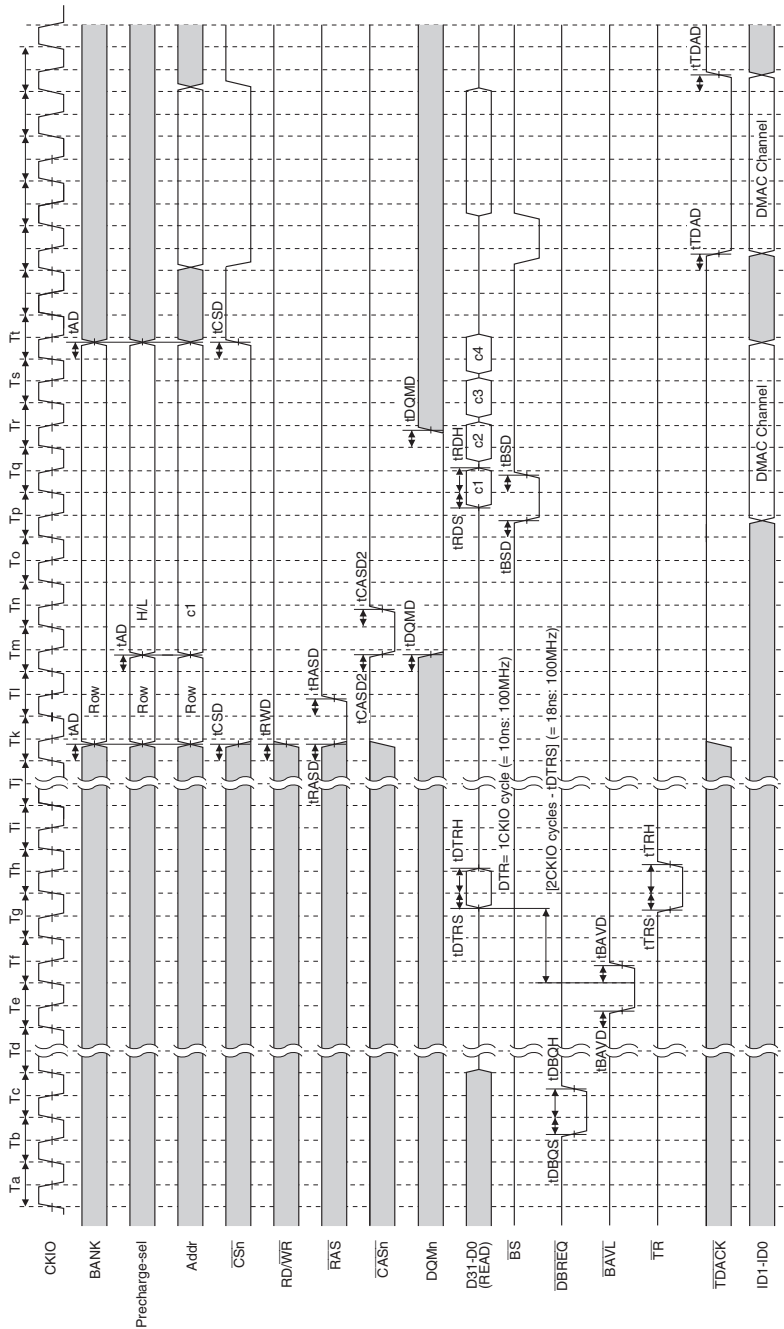 Ta Tb Tc Td Te Tf Tg Th Ti Tj Tk Tl Tm Tn To Tp Tq Tr Ts Tt
CKIO
BANK
tAD
Row
tAD
Precharge-sel
Row
tAD
H/L
Addr
Row
c1
CSn
tCSD
tCSD
RD/WR
tRWD
RAS
tRASD
tRASD
CASn
tCASD2
tCASD2
DQMn
tDQMD
tDQMD
D31-D0
(READ)
tDTRS
tDTRH
tRDS
tRDH
c1
c2
c3
c4
DTR= 1CKIO cycle (= 10ns: 100MHz)
BS
tBSD
tBSD
DBREQ
tDBQS
tDBQH
[2CKIO cycles - tDTRS] (= 18ns: 100MHz)
BAVL
tBAVD
tBAVD
TR
tTRS
tTRH
TDACK
tTDAD
tTDAD
ID1-ID0
DMAC Channel
DMAC Channel